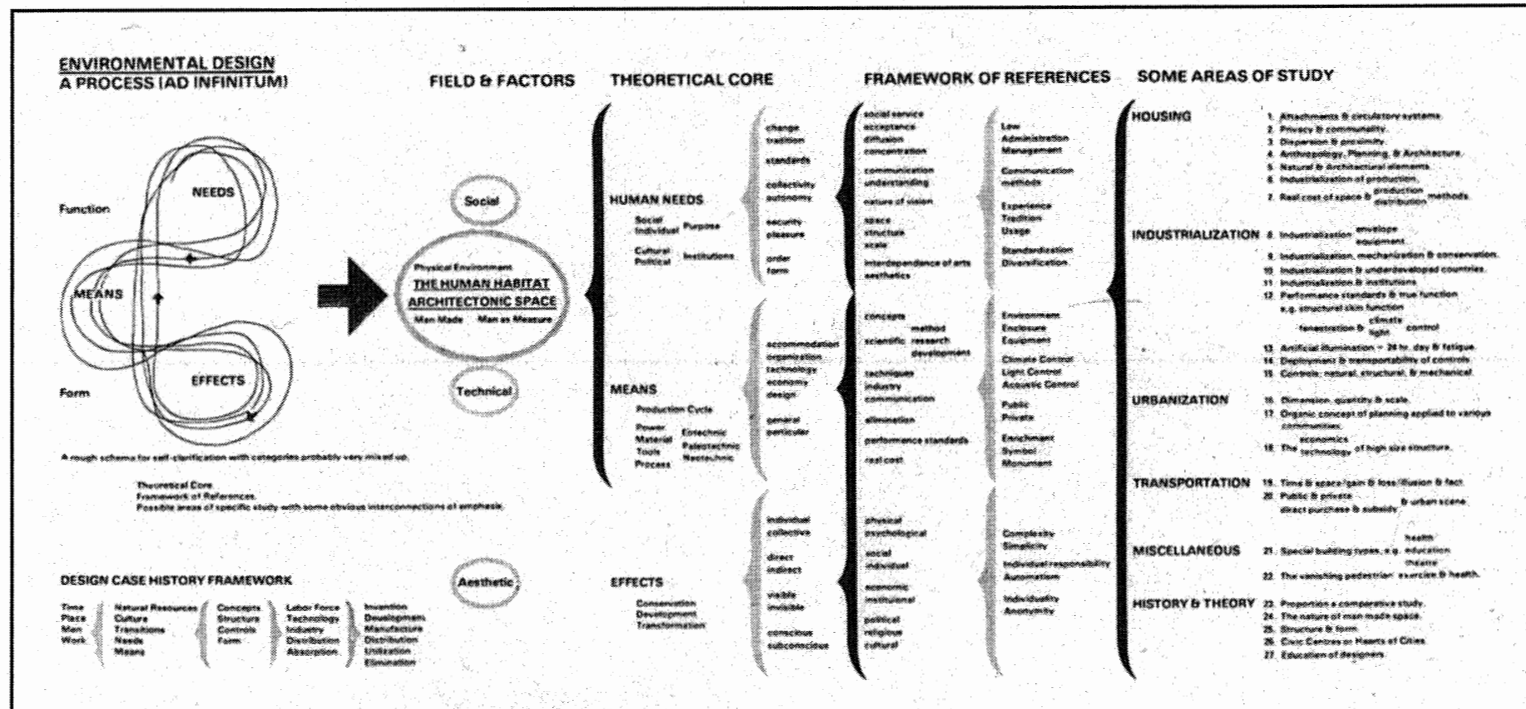 ENVIRONMENTAL DESIGN
A PROCESS (AD INFINITUM)
Function
NEEDS
MEANS
EFFECTS
Form
A rough schema for self-clarification with categories probably very mixed up.
Theoretical Core
Framework of References
Possible areas of specific study with some obvious interconnections of emphasis.
DESIGN CASE HISTORY FRAMEWORK
Time
Place
Man
Work
Natural Resources
Culture
Transitions
Needs
Means
Concepts
Structure
Controls
Form
Labor Force
Technology
Industry
Distribution
Absorption
Invention
Development
Manufacture
Distribution
Utilization
Elimination
FIELD & FACTORS
Social
Physical Environment
THE HUMAN HABITAT
ARCHITECTONIC SPACE
Man Made Man as Measure
Technical
Aesthetic
THEORETICAL CORE
HUMAN NEEDS
Social
Individual
Purpose
Cultural
Political
Institutions
change
tradition
standards
collectivity
autonomy
security
pleasure
order
form
MEANS
Production Cycle
Power
Material
Tools
Process
Eotechnic
Paleotechnic
Neotechnic
accommodation
organization
technology
economy
design
general
particular
EFFECTS
Conservation
Development
Transformation
individual
collective
direct
indirect
visible
invisible
conscious
subconscious
FRAMEWORK OF REFERENCES
social service
acceptance
diffusion
concentration
communication
understanding
nature of vision
space
structure
scale
interdependence of arts
aesthetics
Law
Administration
Management
Communication
methods
Experience
Tradition
Usage
Standardization
Diversification
concepts
scientific
method
research
development
techniques
industry
communication
elimination
performance standards
real cost
Environment
Enclosure
Equipment
Climate Control
Light Control
Acoustic Control
Public
Private
Enrichment
Symbol
Monument
physical
psychological
social
individual
economic
institutional
political
religious
cultural
Complexity
Simplicity
Individual responsibility
Automatism
Individuality
Anonymity
SOME AREAS OF STUDY
HOUSING
1. Attachments & circulatory systems.
2. Privacy & communality.
3. Dispersion & proximity.
4. Anthropology, Planning, & Architecture.
5. Natural & Architectural elements.
6. Industrialization of production.
7. Real cost of space & production distribution methods.
INDUSTRIALIZATION
8. Industrialization envelope equipment
9. Industrialization, mechanization & conservation.
10. Industrialization & underdeveloped countries.
11. Industrialization & institutions
12. Performance standards & true function
e.g. structural skin function
fenestration & climate light control
13. Artificial illumination – 24 hr. day & fatigue.
14. Deployment & transportability of controls
15. Controls: natural, structural, & mechanical.
URBANIZATION
16. Dimension, quantity & scale.
17. Organic concept of planning applied to various
communities.
18. The economics technology of high size structure.
TRANSPORTATION
19. Time & space/gain & loss/illusion & fact.
20. Public & private
direct purchase & subsidy & urban scene
MISCELLANEOUS
21. Special building types, e.g. health education theatre
22. The vanishing pedestrian: exercise & health.
HISTORY & THEORY
23. Proportion a comparative study.
24. The nature of man made space.
25. Structure & form.
26. Civic Centres or Hearts of Cities.
27. Education of designers.